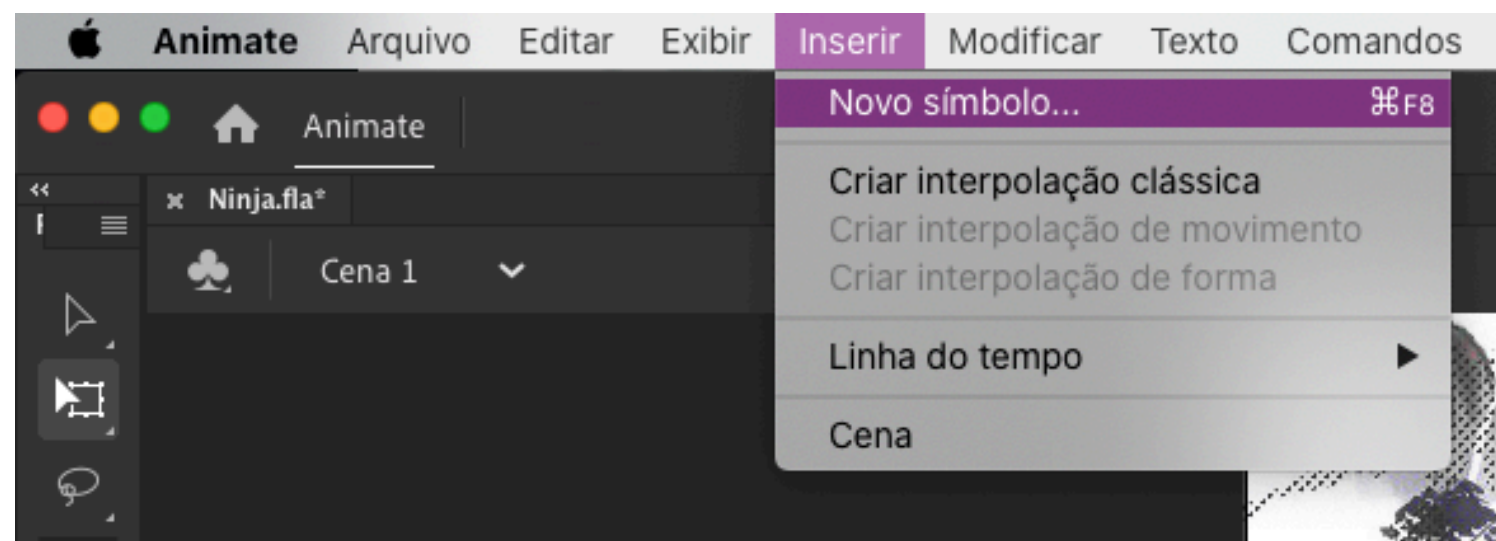 Animate Arquivo Editar Exibir Inserir Modificar Texto Comandos
Novo símbolo... ⌘F8
Animate
Criar interpolação clássica
Ninja.fla*
Criar interpolação de movimento
Cena 1
Criar interpolação de forma
Linha do tempo
Cena